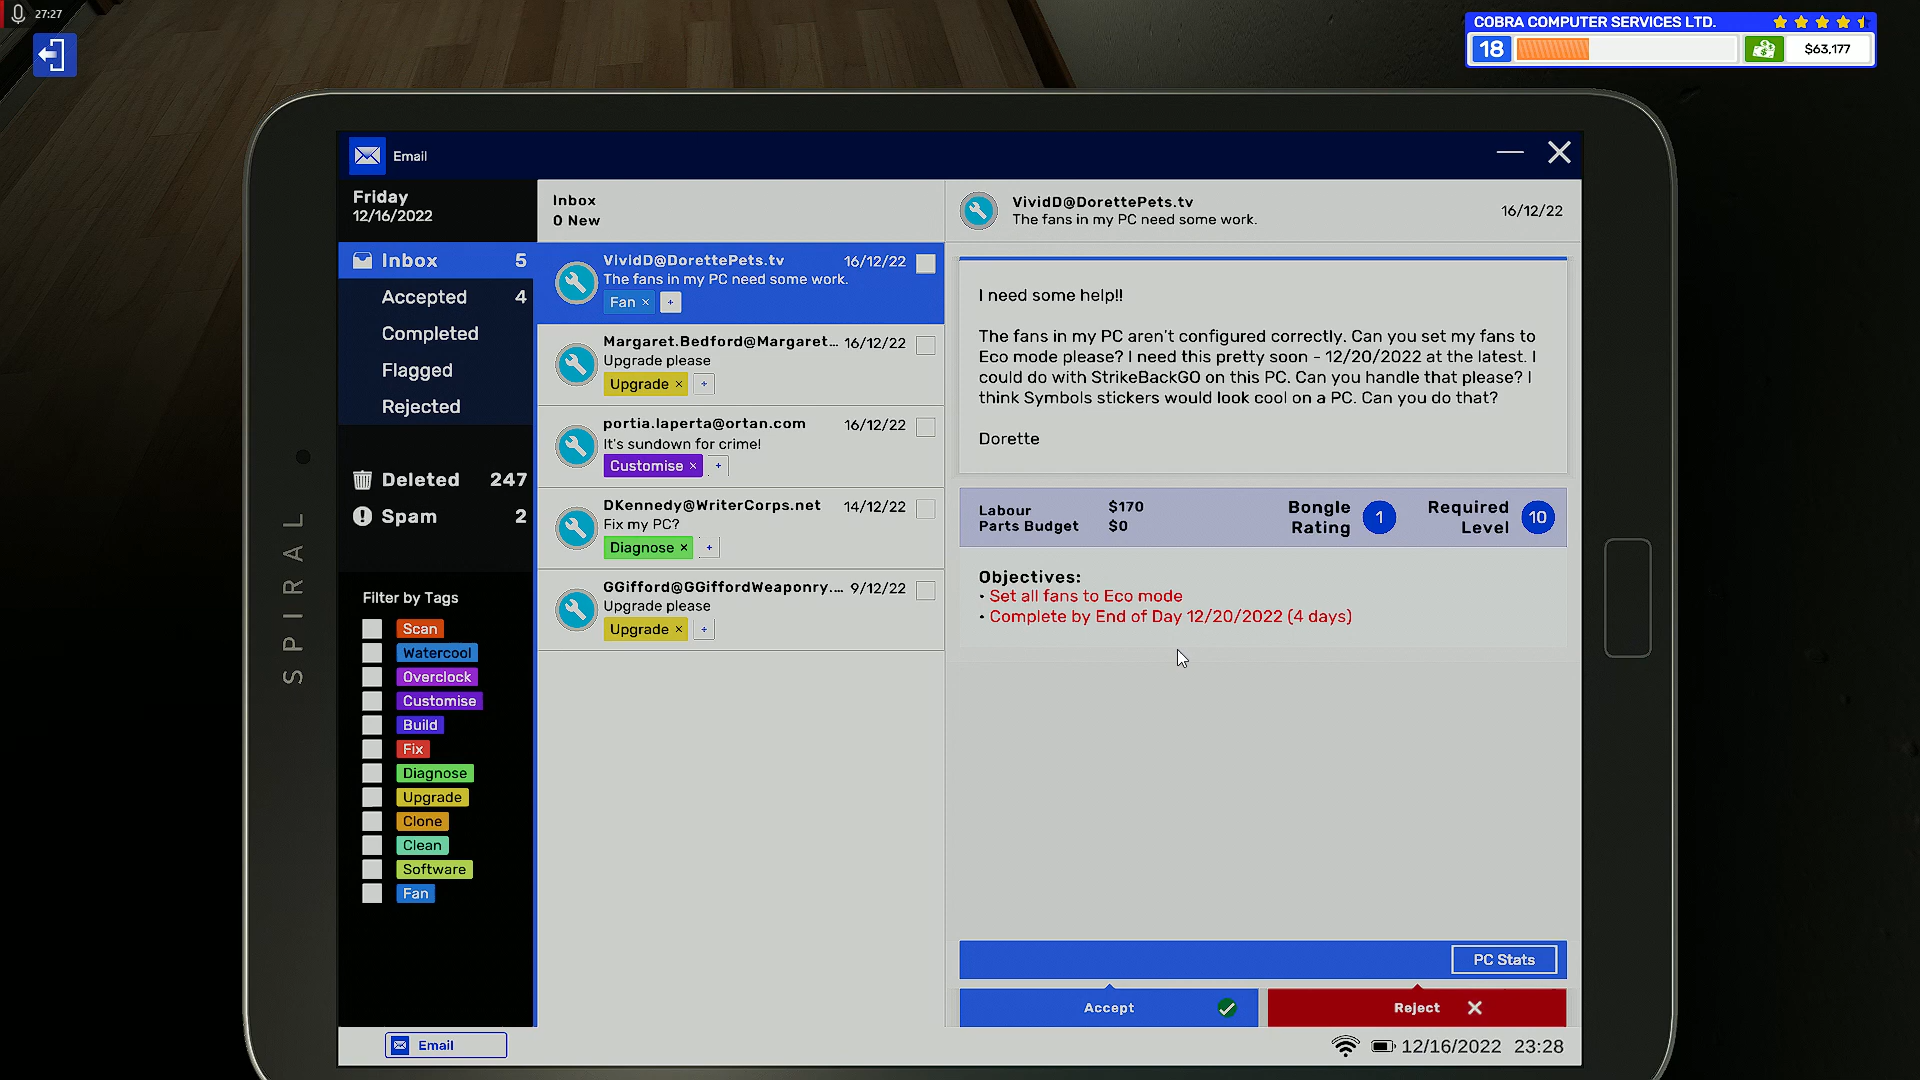 27:27
COBRA COMPUTER SERVICES LTD.
18
$63,177
SPIRAL
Email
Friday
12/16/2022
Inbox 5
Accepted 4
Completed
Flagged
Rejected
Deleted 247
Spam 2
Filter by Tags
Scan
Watercool
Overclock
Customise
Build
Fix
Diagnose
Upgrade
Clone
Clean
Software
Fan
Inbox
0 New
VividD@DorettePets.tv 16/12/22
The fans in my PC need some work.
Fan × +
Margaret.Bedford@Margaret... 16/12/22
Upgrade please
Upgrade × +
portia.laperta@ortan.com 16/12/22
It's sundown for crime!
Customise × +
DKennedy@WriterCorps.net 14/12/22
Fix my PC?
Diagnose × +
GGifford@GGiffordWeaponry.... 9/12/22
Upgrade please
Upgrade × +
VividD@DorettePets.tv
The fans in my PC need some work.
16/12/22
I need some help!!
The fans in my PC aren't configured correctly. Can you set my fans to
Eco mode please? I need this pretty soon - 12/20/2022 at the latest. I
could do with StrikeBackGO on this PC. Can you handle that please? I
think Symbols stickers would look cool on a PC. Can you do that?
Dorette
Labour $170
Parts Budget $0
Bongle Rating 1
Required Level 10
Objectives:
• Set all fans to Eco mode
• Complete by End of Day 12/20/2022 (4 days)
PC Stats
Accept
Reject
Email
12/16/2022 23:28